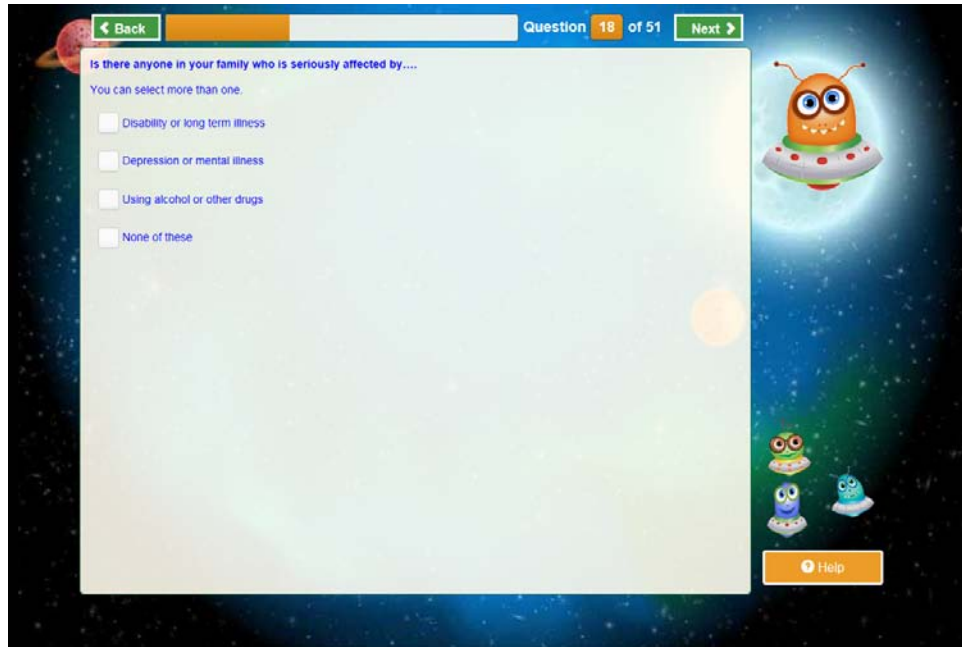 Back
Question 18 of 51
Next
Is there anyone in your family who is seriously affected by....
You can select more than one.
Disability or long term illness
Depression or mental illness
Using alcohol or other drugs
None of these
Help